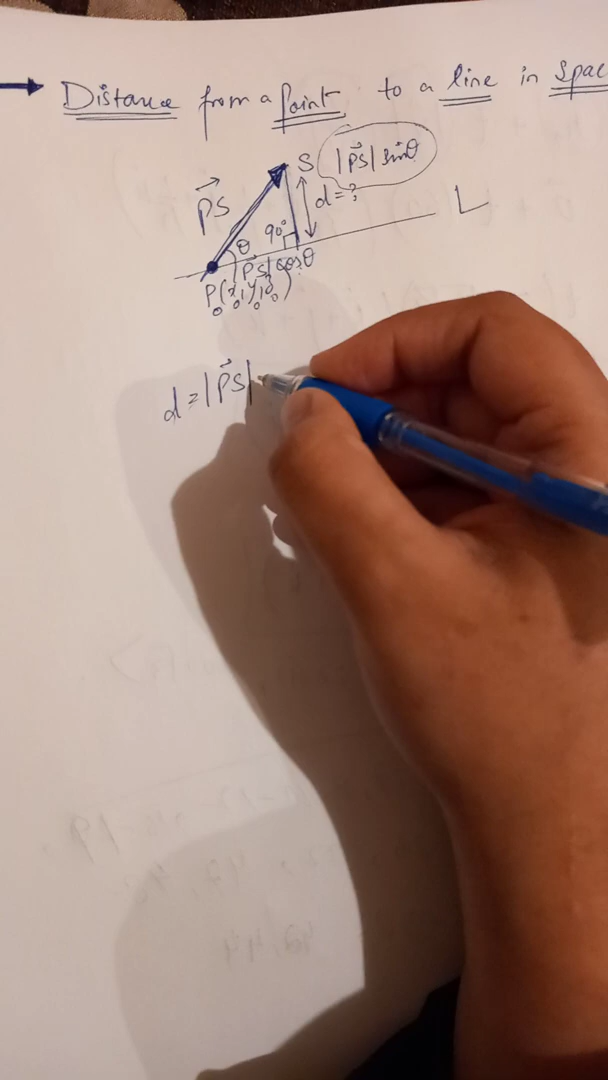 Distance from a Point to a line in Spac
S |PS| sinθ
PS
d=?
L
90°
θ
|PS| cosθ
P(x₀, y₀, z₀)
d = |PS|